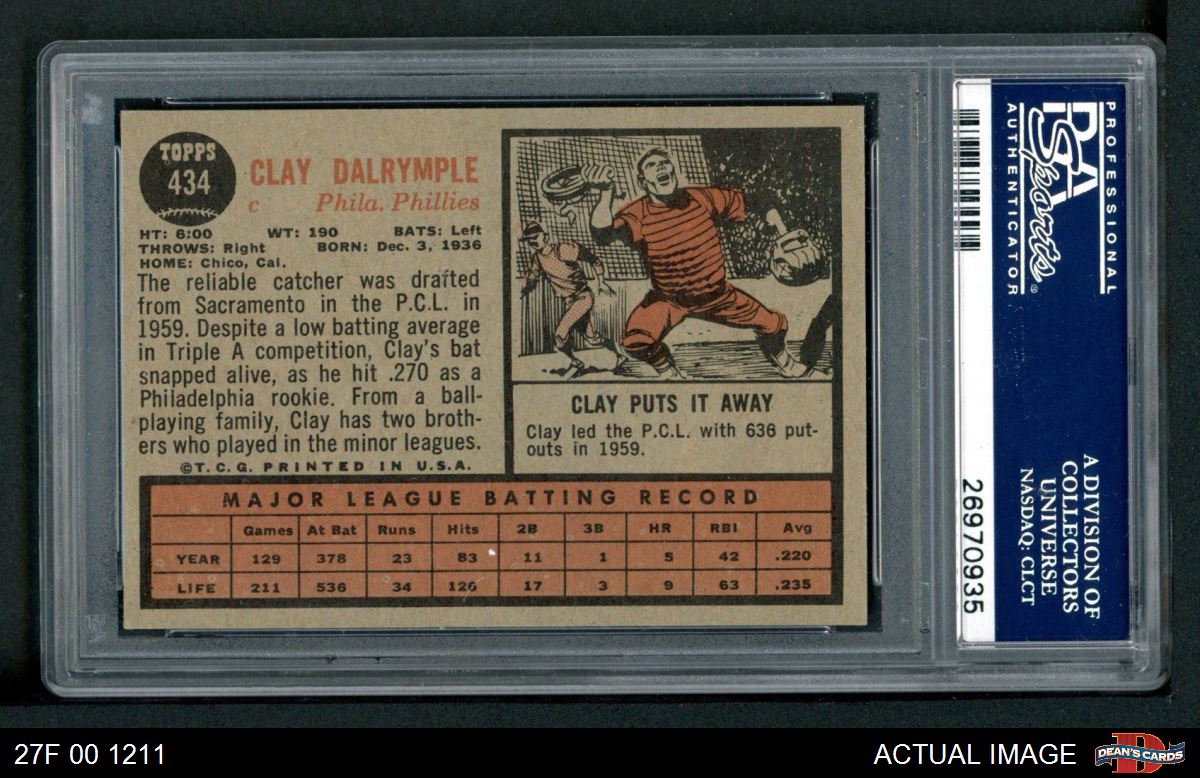 TOPPS
434
CLAY DALRYMPLE
c Phila. Phillies
HT: 6:00 WT: 190 BATS: Left
THROWS: Right BORN: Dec. 3, 1936
HOME: Chico, Cal.
The reliable catcher was drafted
from Sacramento in the P.C.L. in
1959. Despite a low batting average
in Triple A competition, Clay's bat
snapped alive, as he hit .270 as a
Philadelphia rookie. From a ball-
playing family, Clay has two broth-
ers who played in the minor leagues.
©T.C.G. PRINTED IN U.S.A.
CLAY PUTS IT AWAY
Clay led the P.C.L. with 636 put-
outs in 1959.
MAJOR LEAGUE BATTING RECORD
Games At Bat Runs Hits 2B 3B HR RBI Avg
YEAR 129 378 23 83 11 1 5 42 .220
LIFE 211 536 34 126 17 3 9 63 .235
PROFESSIONAL
PSA
Sports
AUTHENTICATOR
A DIVISION OF
COLLECTORS
UNIVERSE
NASDAQ: CLCT
26970935
27F 00 1211
ACTUAL IMAGE
D
DEAN'S CARDS